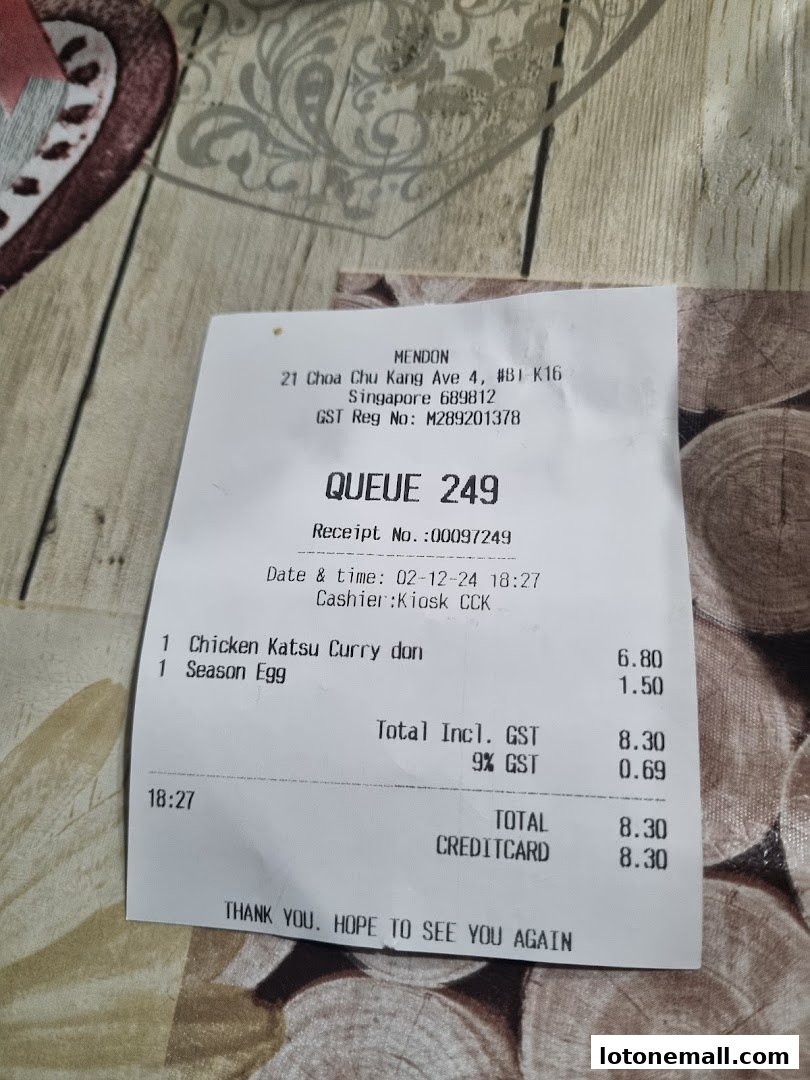 MENDON
21 Choa Chu Kang Ave 4, #B1 K16
Singapore 689812
GST Reg No: M289201378
QUEUE 249
Receipt No.:00097249
Date & time: 02-12-24 18:27
Cashier:Kiosk CCK
1 Chicken Katsu Curry don 6.80
1 Season Egg 1.50
Total Incl. GST 8.30
9% GST 0.69
18:27
TOTAL 8.30
CREDITCARD 8.30
THANK YOU. HOPE TO SEE YOU AGAIN
lotonemall.com